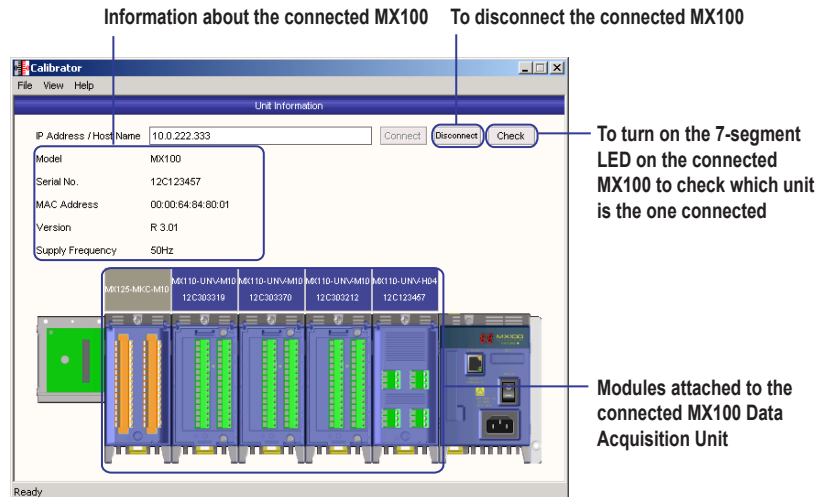 Information about the connected MX100
To disconnect the connected MX100
Calibrator
File View Help
Unit Information
IP Address / Host Name 10.0.222.333 Connect Disconnect Check
Model MX100
Serial No. 12C123457
MAC Address 00:00:64:84:80:01
Version R 3.01
Supply Frequency 50Hz
To turn on the 7-segment
LED on the connected
MX100 to check which unit
is the one connected
MX125-MKC-M10
MX110-UNV-M10
12C303319
MX110-UNV-M10
12C303370
MX110-UNV-M10
12C303212
MX110-UNV-H04
12C123457
MX100
Modules attached to the
connected MX100 Data
Acquisition Unit
Ready